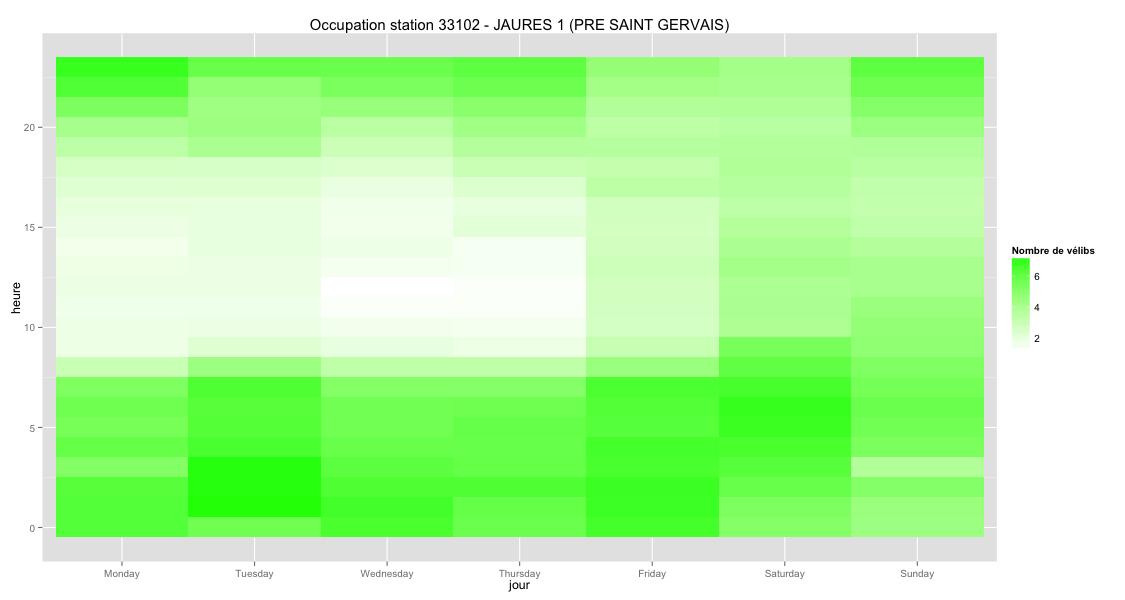 Occupation station 33102 - JAURES 1 (PRE SAINT GERVAIS)
20
15
10
5
0
heure
Monday Tuesday Wednesday Thursday Friday Saturday Sunday
jour
Nombre de vélibs
6
4
2